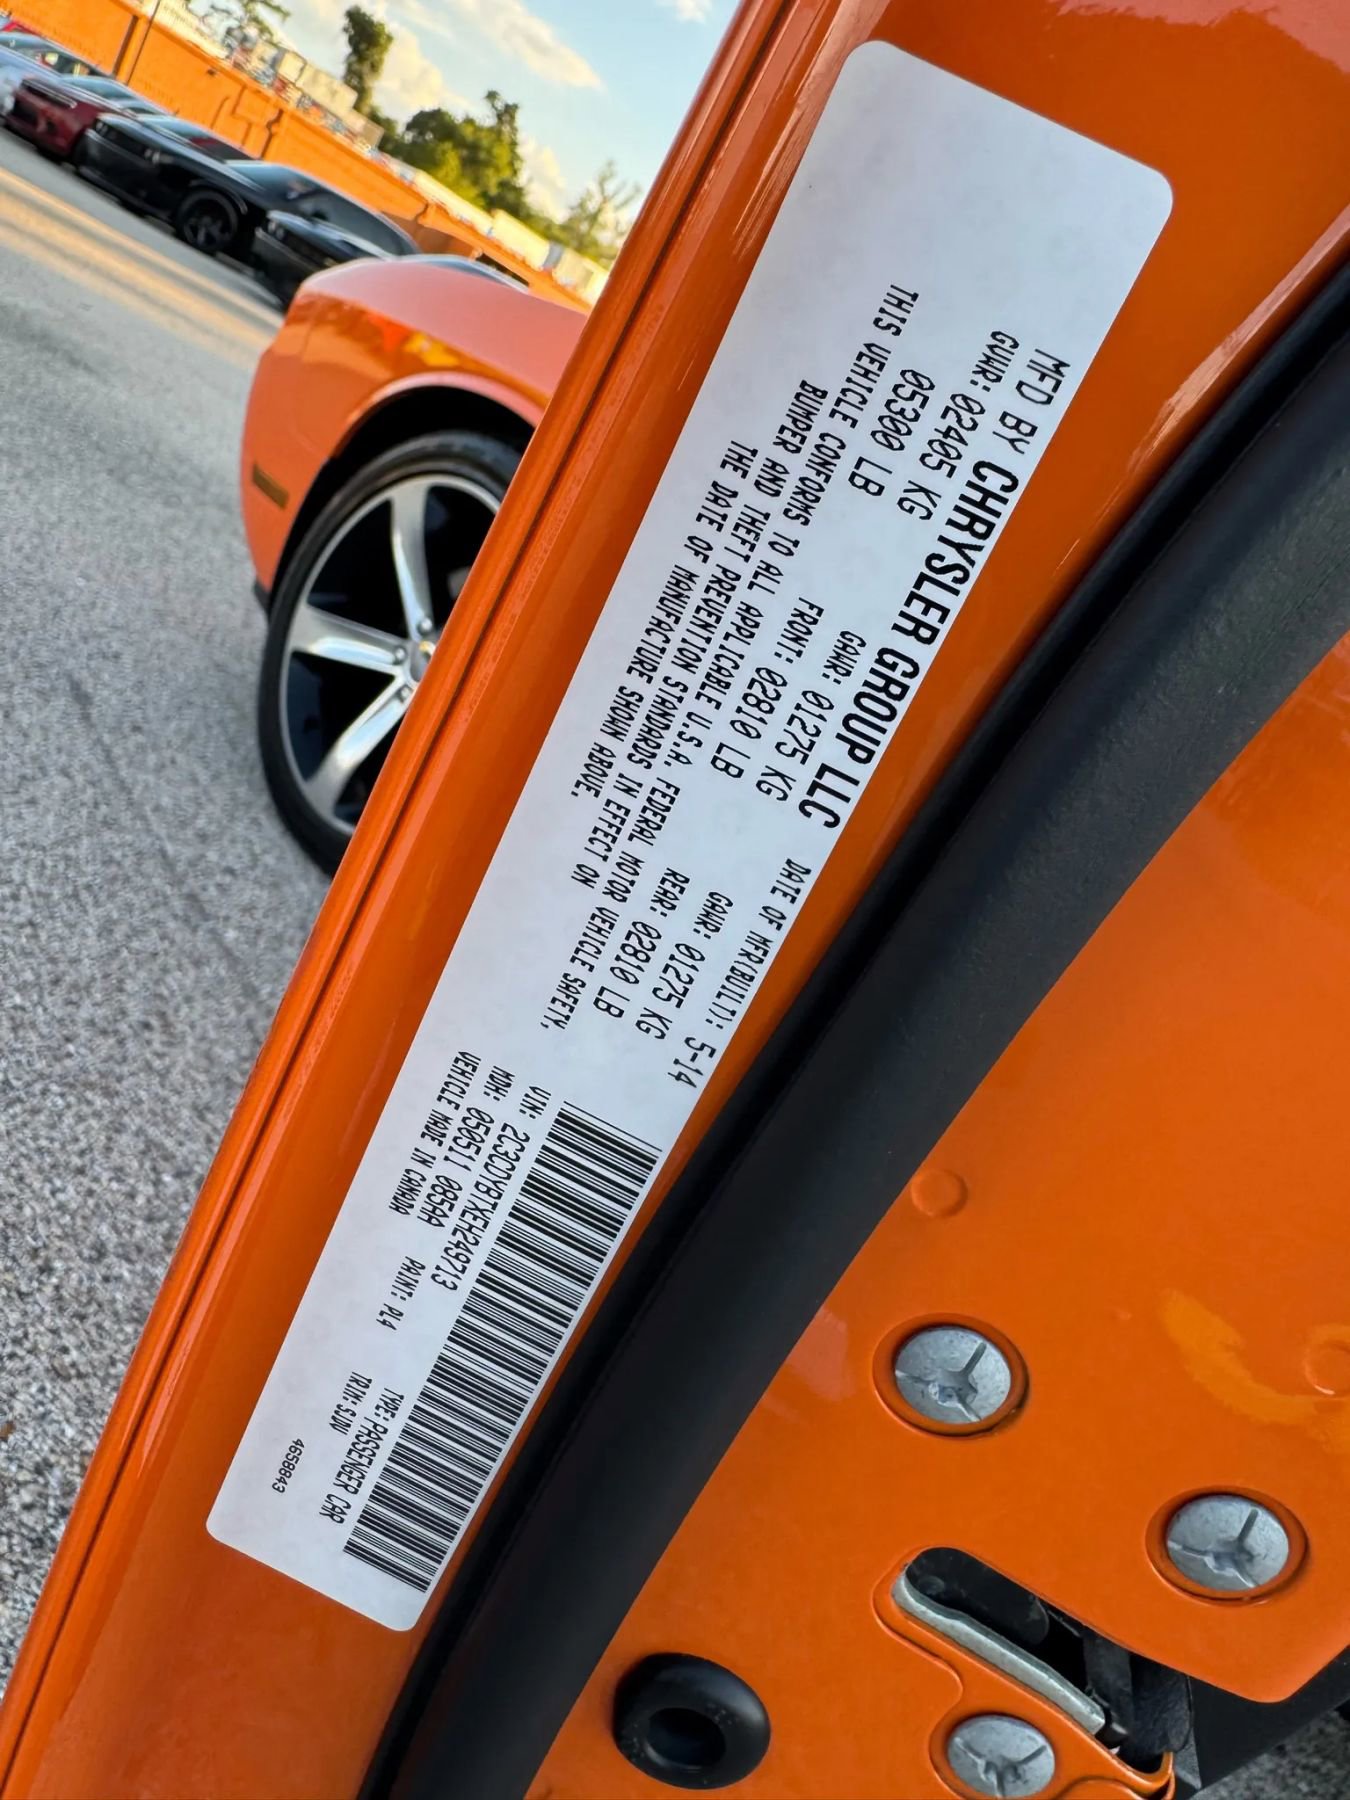 MFD BY CHRYSLER GROUP LLC DATE OF MFR(BUILT): 5-14
GVWR: 02405 KG GAWR: 01275 KG GAWR: 01275 KG
05300 LB FRONT: 02810 LB REAR: 02810 LB
THIS VEHICLE CONFORMS TO ALL APPLICABLE U.S.A. FEDERAL MOTOR VEHICLE SAFETY,
BUMPER AND THEFT PREVENTION STANDARDS IN EFFECT ON
THE DATE OF MANUFACTURE SHOWN ABOVE.
VIN: 2C3CDYBTXEH249713 TYPE: PASSENGER CAR
MDH: 050511 085AA PAINT: PL4 TRIM: SJDV
VEHICLE MADE IN CANADA
4658843